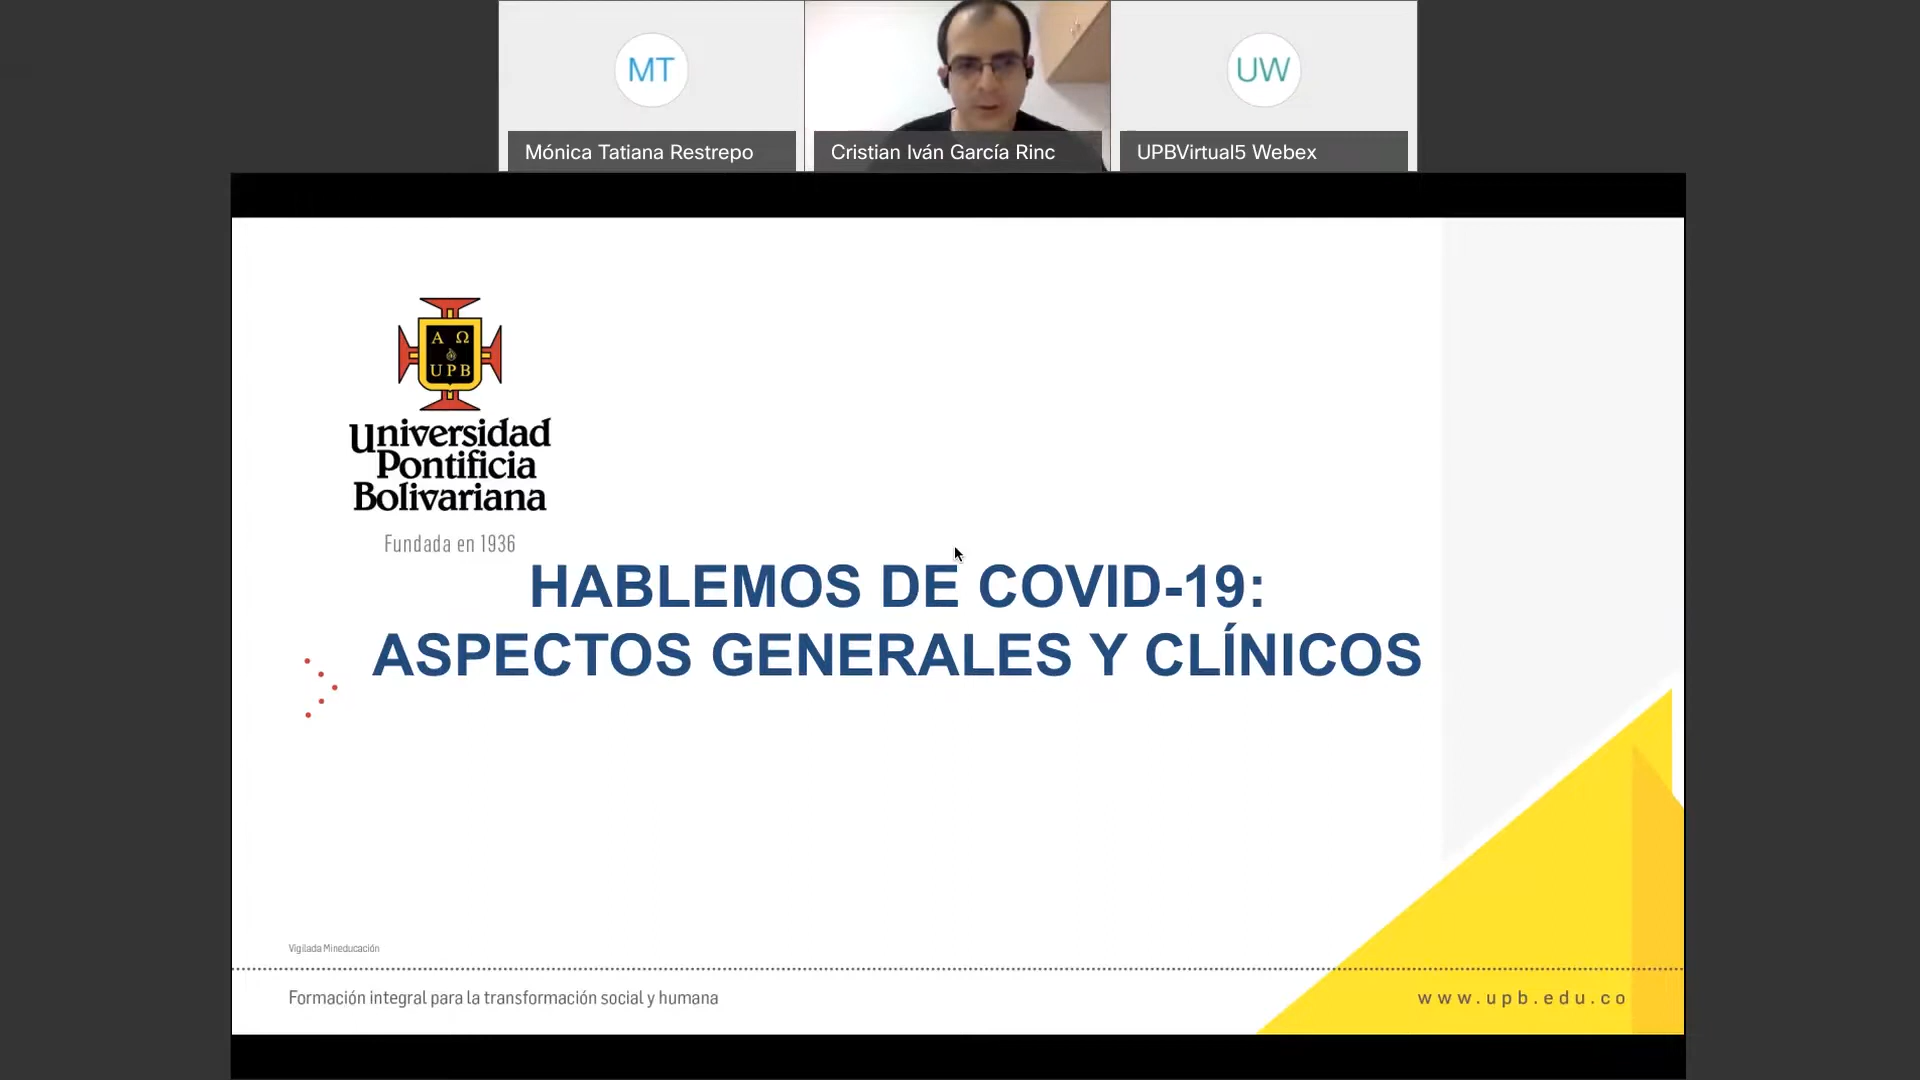 MT
UW
Mónica Tatiana Restrepo
Cristian Iván García Rinc
UPBVirtual5 Webex
Α Ω
UPB
Universidad
Pontificia
Bolivariana
Fundada en 1936
HABLEMOS DE COVID-19:
ASPECTOS GENERALES Y CLÍNICOS
Vigilada Mineducación
Formación integral para la transformación social y humana
www.upb.edu.co